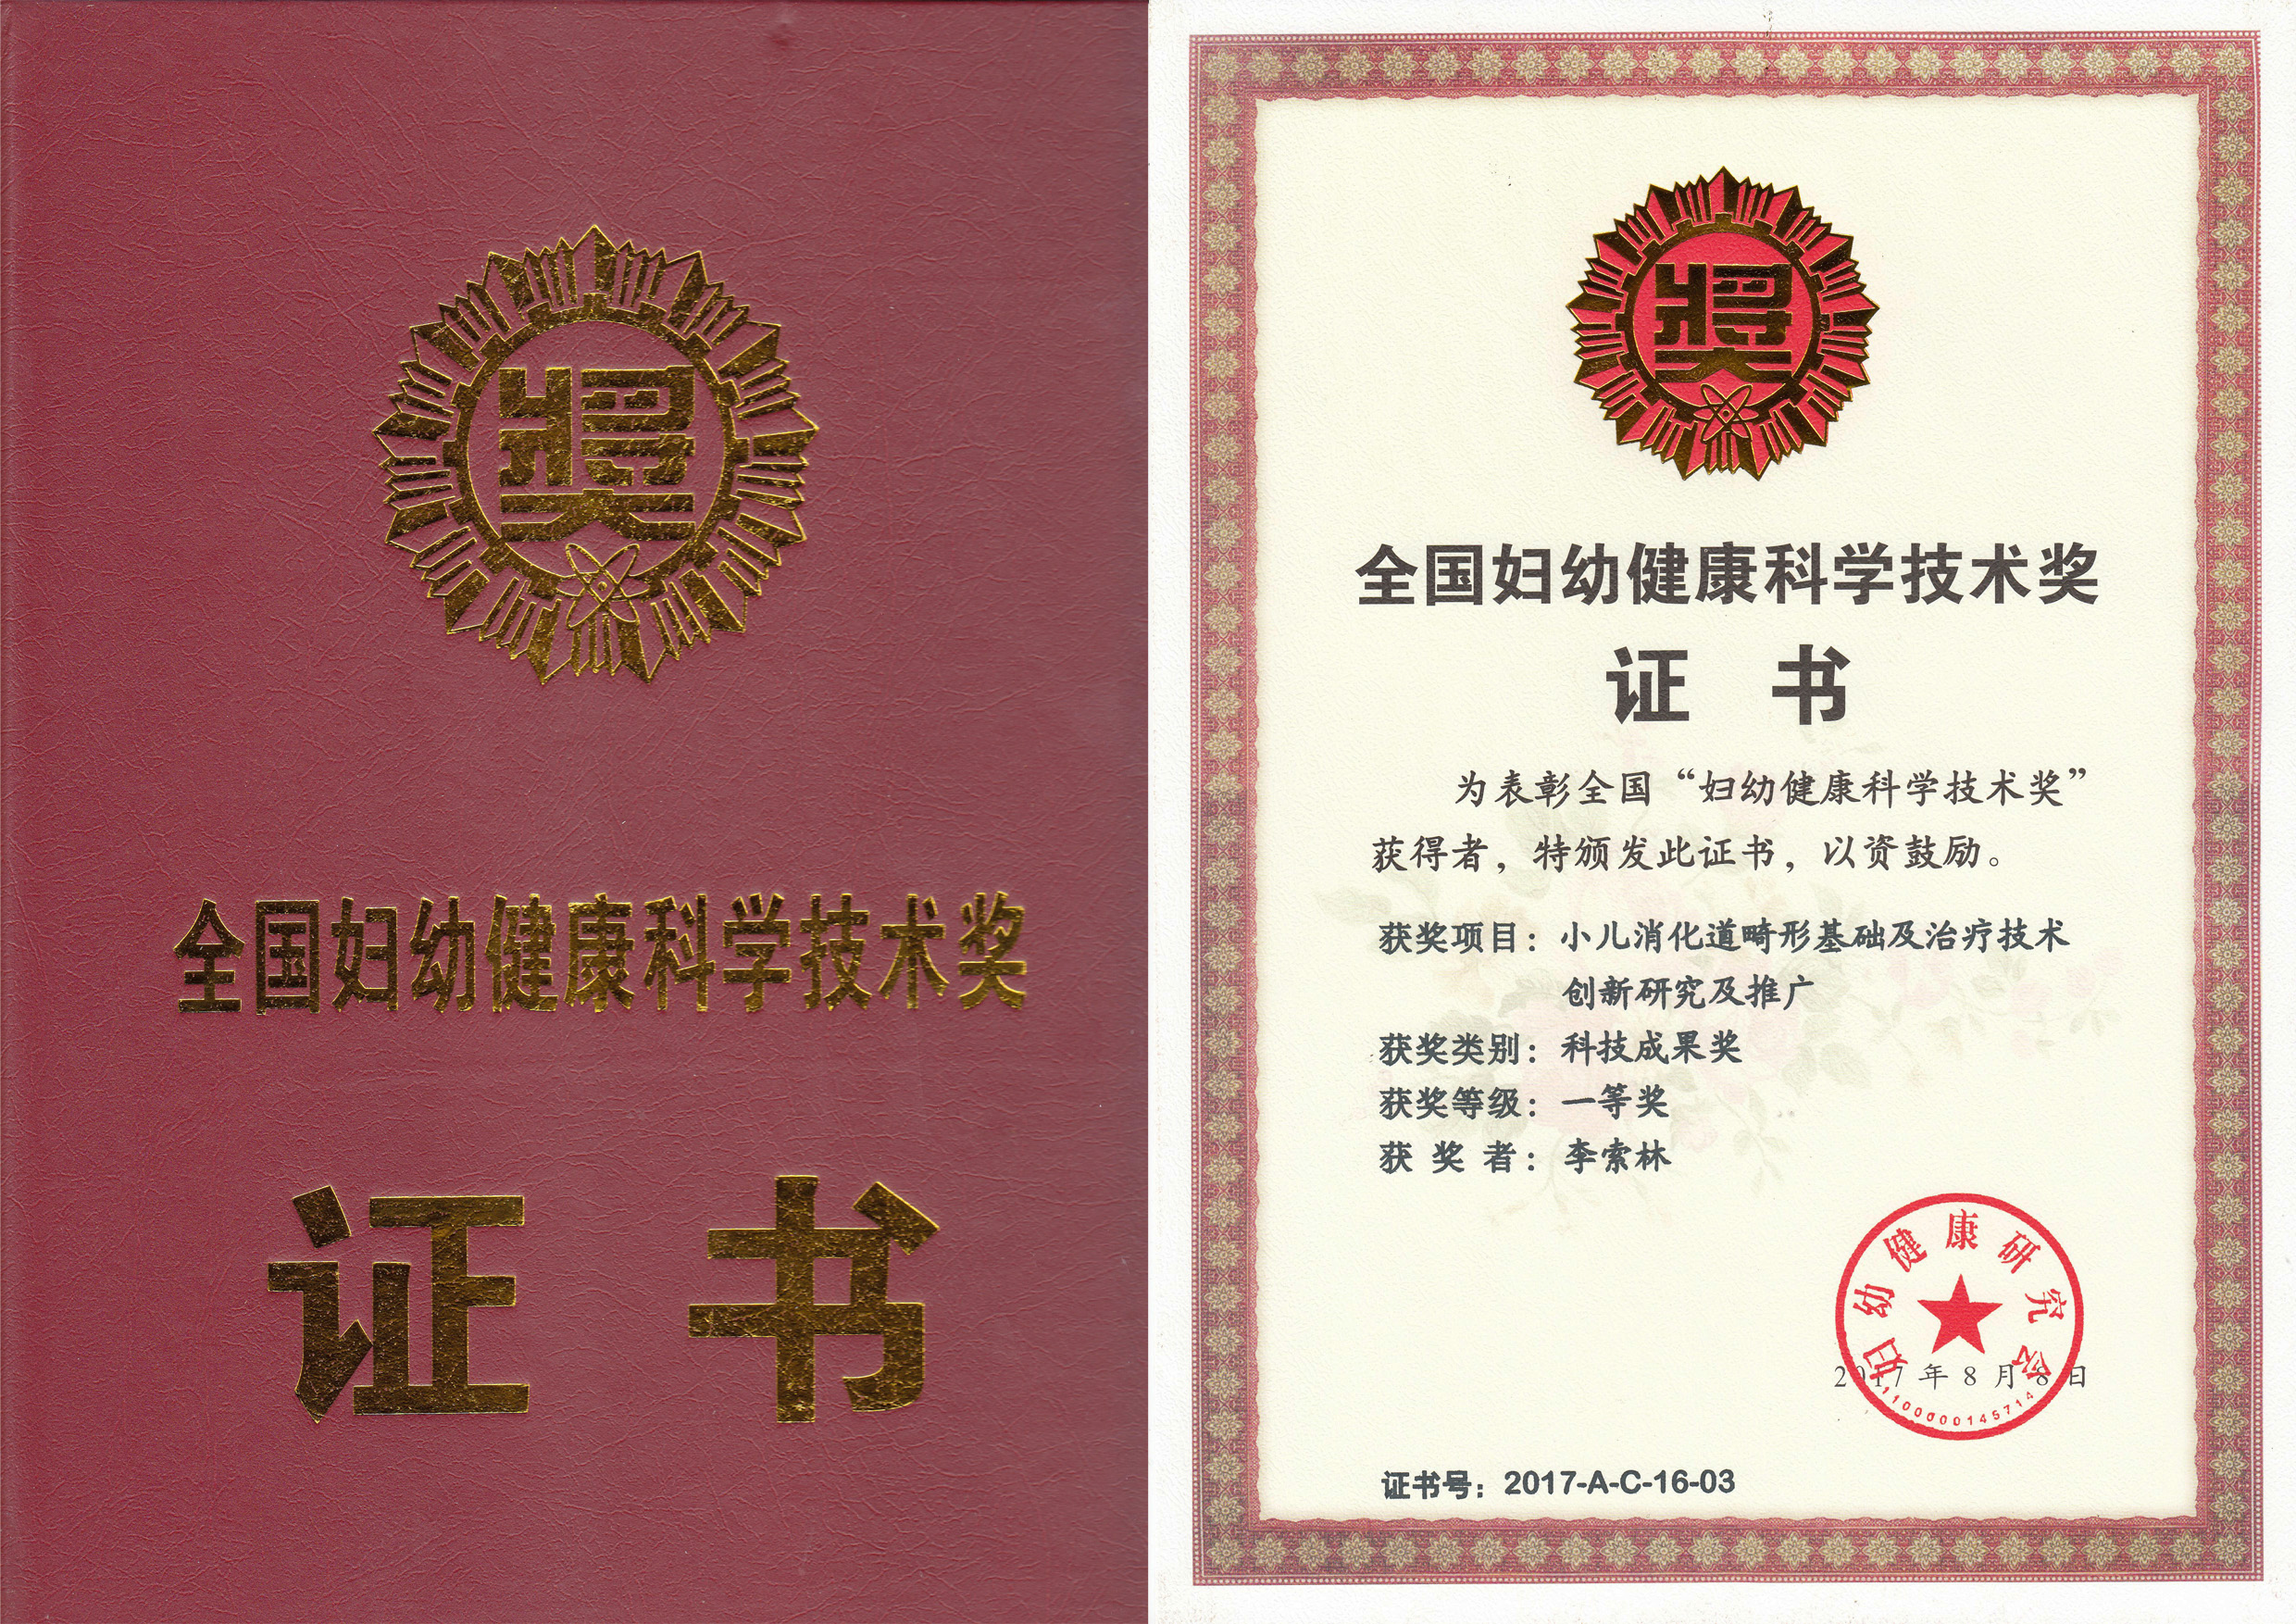 奖
全国妇幼健康科学技术奖
证 书
奖
全国妇幼健康科学技术奖
证 书
为表彰全国“妇幼健康科学技术奖”
获得者，特颁发此证书，以资鼓励。
获奖项目：小儿消化道畸形基础及治疗技术
创新研究及推广
获奖类别：科技成果奖
获奖等级：一等奖
获 奖 者：李索林
妇幼健康研究会
2017年8月8日
1100000145714
证书号：2017-A-C-16-03